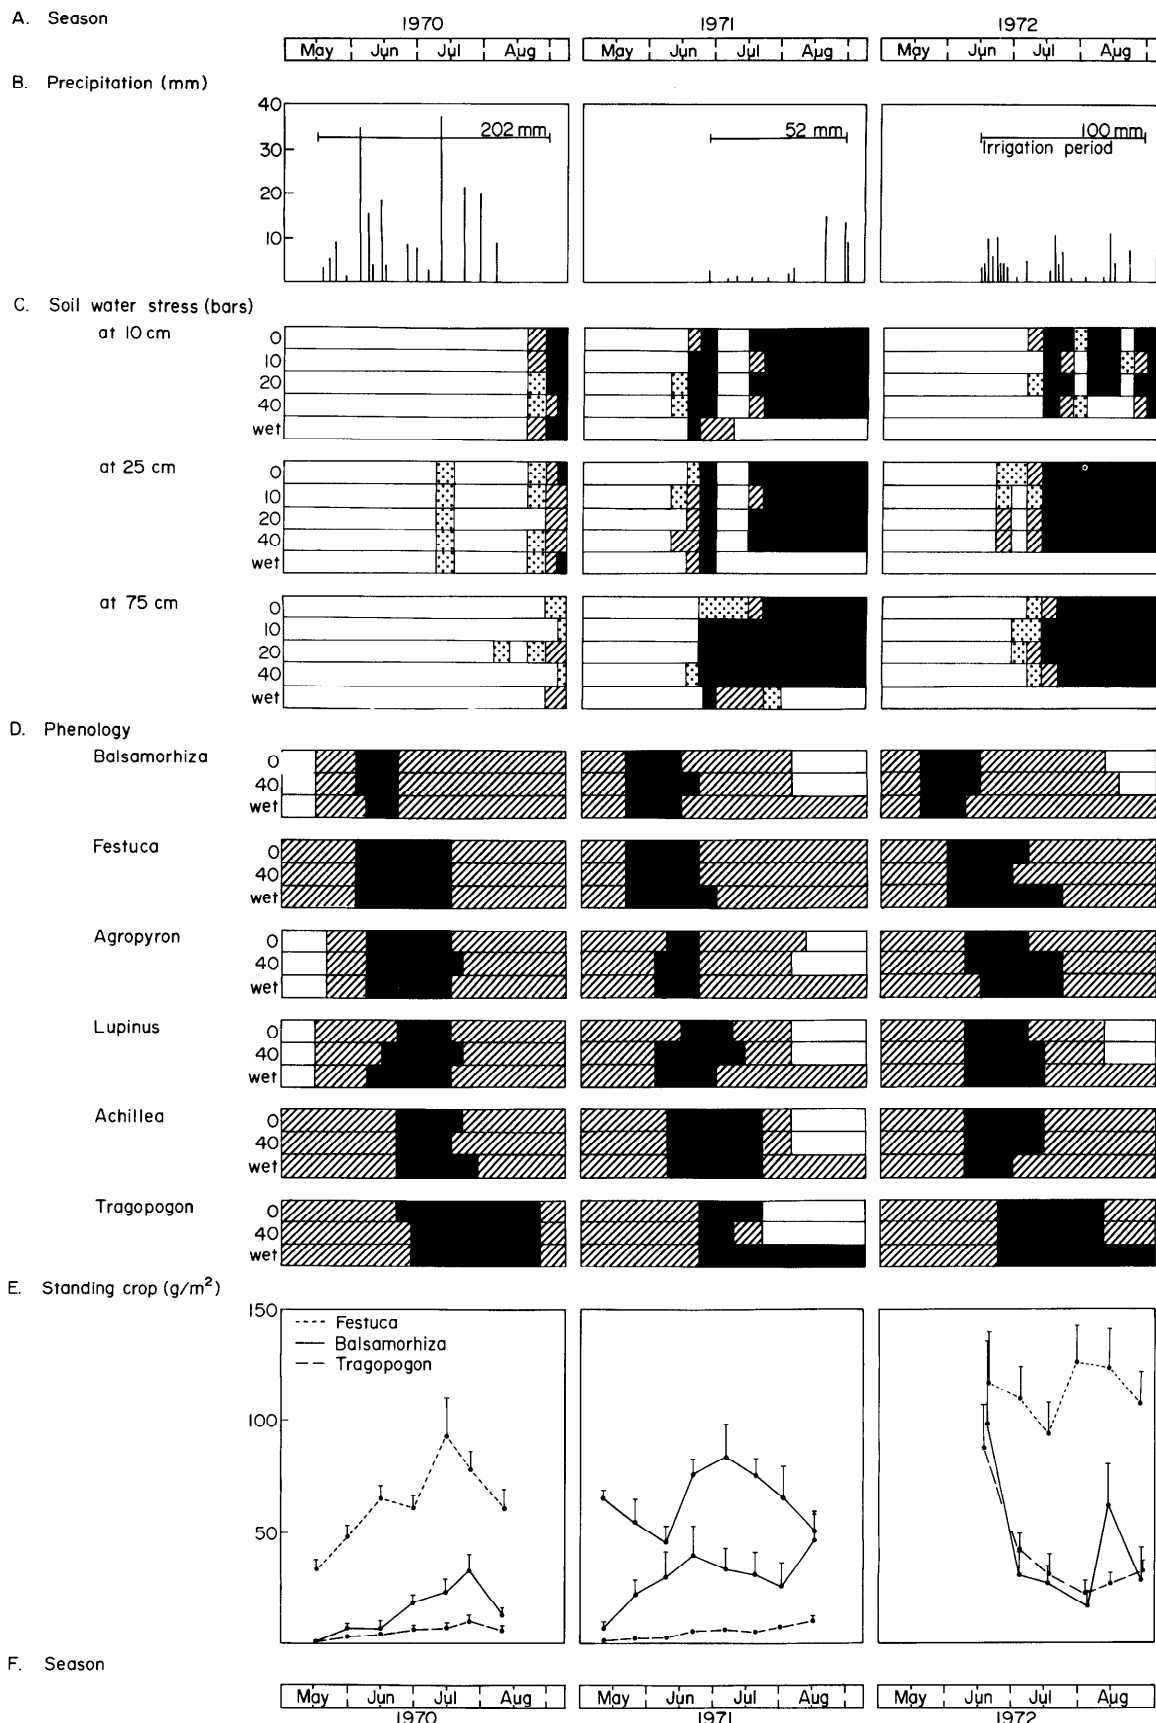 A. Season
1970 1971 1972
May Jun Jul Aug May Jun Jul Aug May Jun Jul Aug
B. Precipitation (mm)
40
30
20
10
202 mm 52 mm 100 mm
Irrigation period
C. Soil water stress (bars)
at 10 cm
0
10
20
40
wet
at 25 cm
0
10
20
40
wet
at 75 cm
0
10
20
40
wet
D. Phenology
Balsamorhiza
0
40
wet
Festuca
0
40
wet
Agropyron
0
40
wet
Lupinus
0
40
wet
Achillea
0
40
wet
Tragopogon
0
40
wet
E. Standing crop (g/m²)
150
100
50
Festuca
Balsamorhiza
Tragopogon
F. Season
May Jun Jul Aug May Jun Jul Aug May Jun Jul Aug
1970 1971 1972